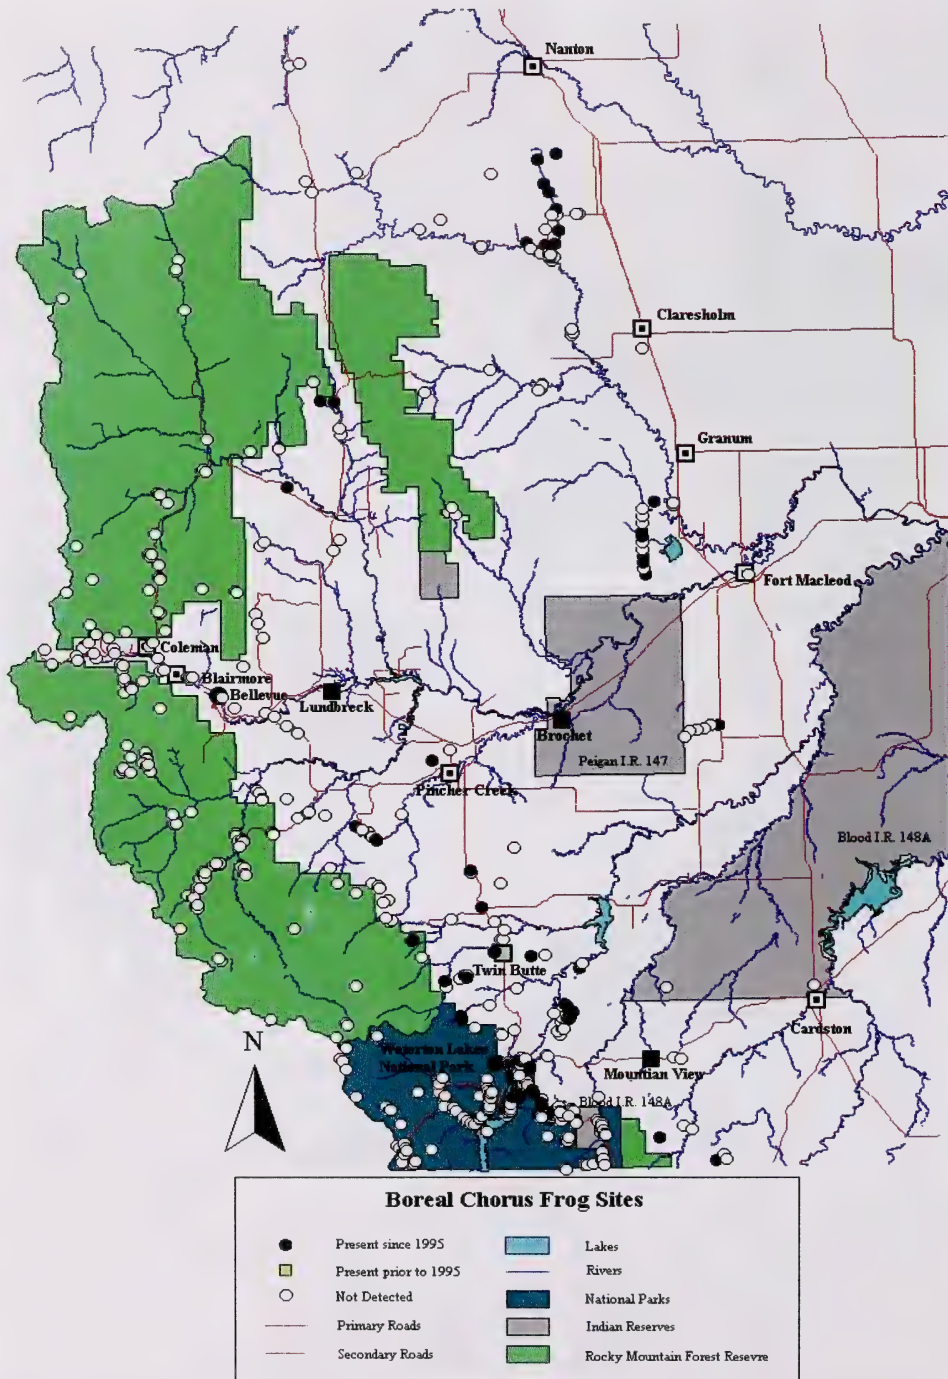 Nanton
Claresholm
Granum
Fort Macleod
Coleman
Blairmore
Bellevue
Lundbreck
Brochet
Peigan I.R. 147
Pincher Creek
Blood I.R. 148A
Twin Butte
Cardston
N
Waterton Lakes
National Park
Mountian View
Blood I.R. 148A
Boreal Chorus Frog Sites
Present since 1995
Present prior to 1995
Not Detected
Primary Roads
Secondary Roads
Lakes
Rivers
National Parks
Indian Reserves
Rocky Mountain Forest Resevre